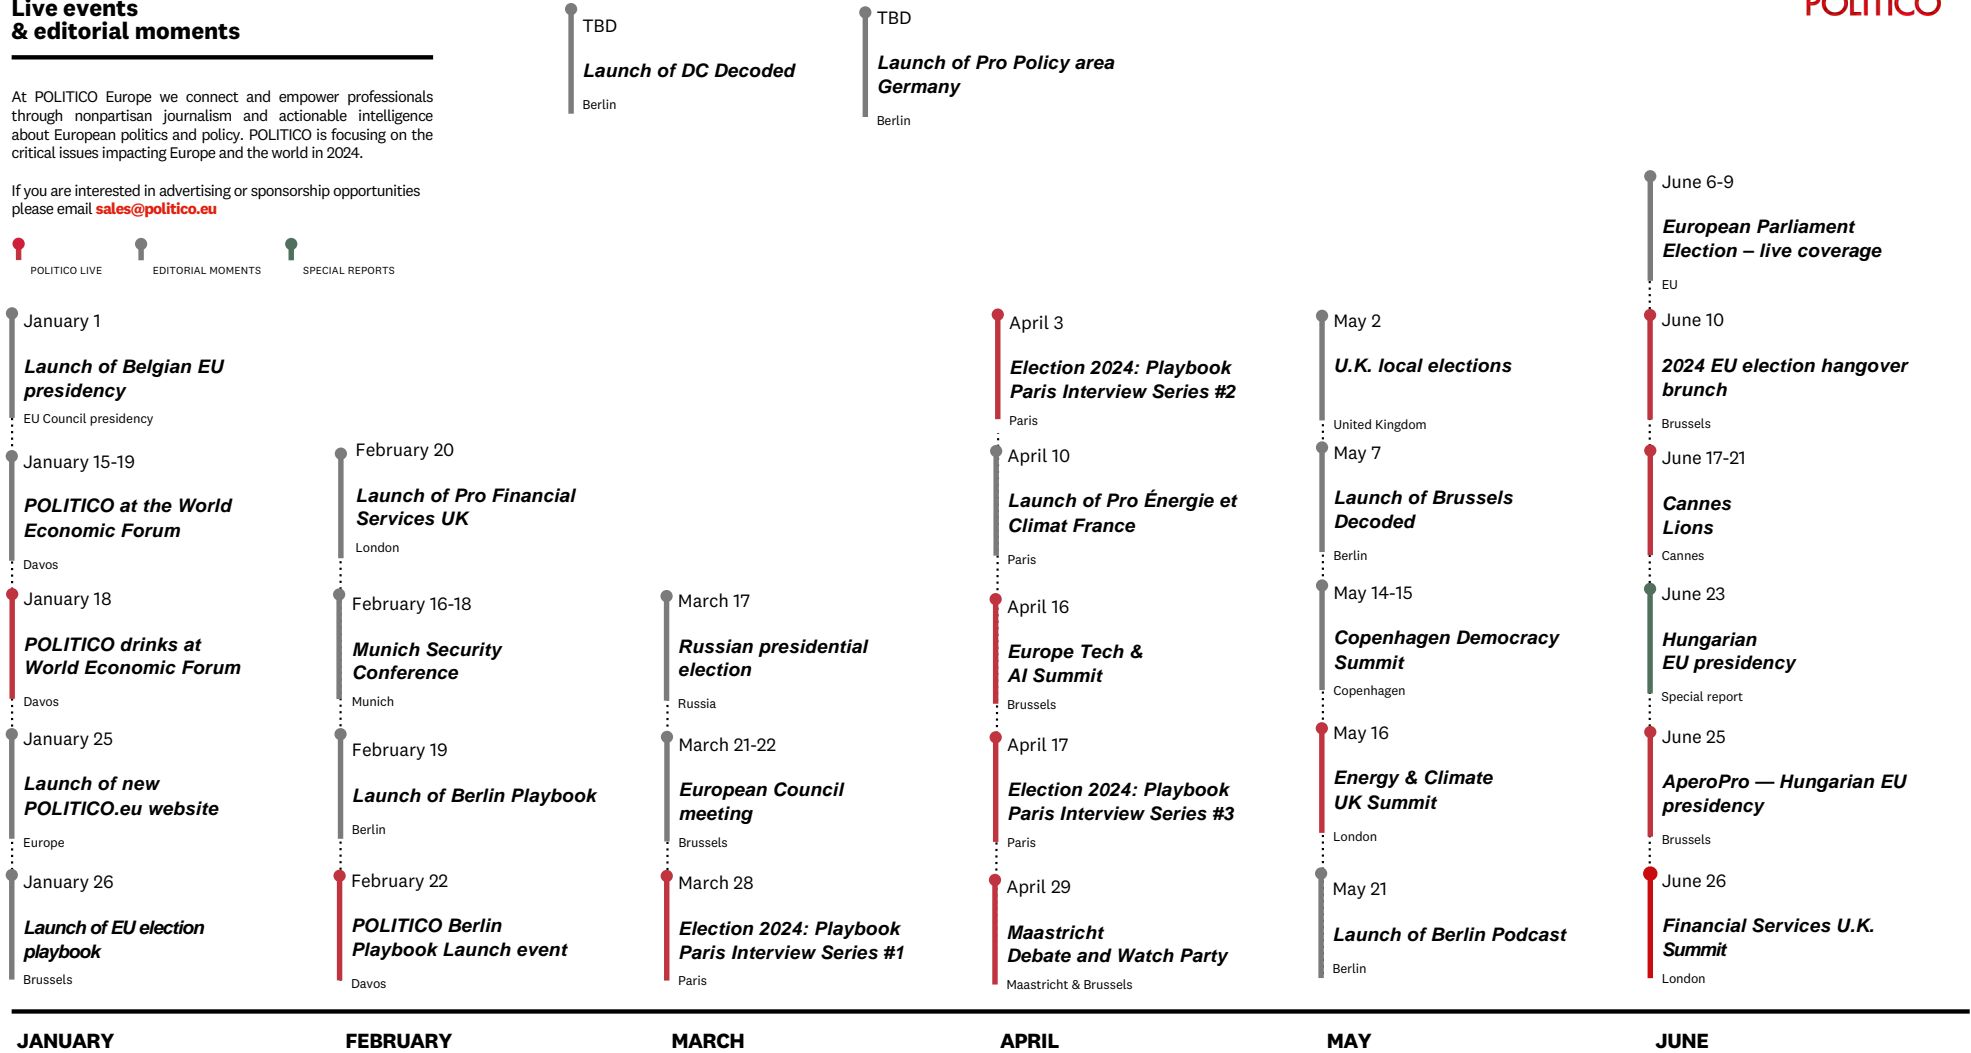 Live events
& editorial moments
At POLITICO Europe we connect and empower professionals
through nonpartisan journalism and actionable intelligence
about European politics and policy. POLITICO is focusing on the
critical issues impacting Europe and the world in 2024.
If you are interested in advertising or sponsorship opportunities
please email sales@politico.eu
POLITICO LIVE
EDITORIAL MOMENTS
SPECIAL REPORTS
TBD
Launch of DC Decoded
Berlin
TBD
Launch of Pro Policy area
Germany
Berlin
POLITICO
January 1
Launch of Belgian EU
presidency
EU Council presidency
January 15-19
POLITICO at the World
Economic Forum
Davos
January 18
POLITICO drinks at
World Economic Forum
Davos
January 25
Launch of new
POLITICO.eu website
Europe
January 26
Launch of EU election
playbook
Brussels
JANUARY
February 20
Launch of Pro Financial
Services UK
London
February 16-18
Munich Security
Conference
Munich
February 19
Launch of Berlin Playbook
Berlin
February 22
POLITICO Berlin
Playbook Launch event
Davos
FEBRUARY
March 17
Russian presidential
election
Russia
March 21-22
European Council
meeting
Brussels
March 28
Election 2024: Playbook
Paris Interview Series #1
Paris
MARCH
April 3
Election 2024: Playbook
Paris Interview Series #2
Paris
April 10
Launch of Pro Énergie et
Climat France
Paris
April 16
Europe Tech &
AI Summit
Brussels
April 17
Election 2024: Playbook
Paris Interview Series #3
Paris
April 29
Maastricht
Debate and Watch Party
Maastricht & Brussels
APRIL
May 2
U.K. local elections
United Kingdom
May 7
Launch of Brussels
Decoded
Berlin
May 14-15
Copenhagen Democracy
Summit
Copenhagen
May 16
Energy & Climate
UK Summit
London
May 21
Launch of Berlin Podcast
Berlin
MAY
June 6-9
European Parliament
Election – live coverage
EU
June 10
2024 EU election hangover
brunch
Brussels
June 17-21
Cannes
Lions
Cannes
June 23
Hungarian
EU presidency
Special report
June 25
AperoPro — Hungarian EU
presidency
Brussels
June 26
Financial Services U.K.
Summit
London
JUNE